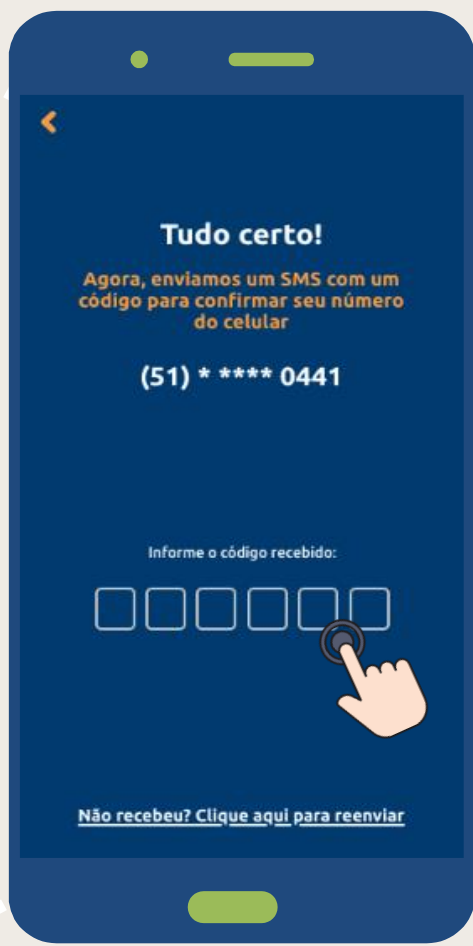 Tudo certo!
Agora, enviamos um SMS com um
código para confirmar seu número
do celular
(51) * **** 0441
Informe o código recebido:
Não recebeu? Clique aqui para reenviar